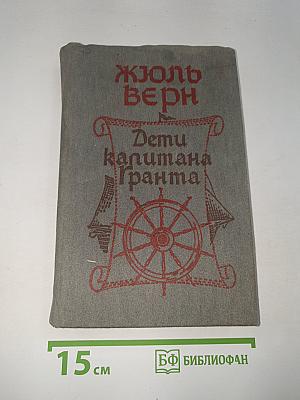 ЖЮЛЬ
ВЕРН
Дети
капитана
Гранта
15 см
БФ БИБЛИОФАН